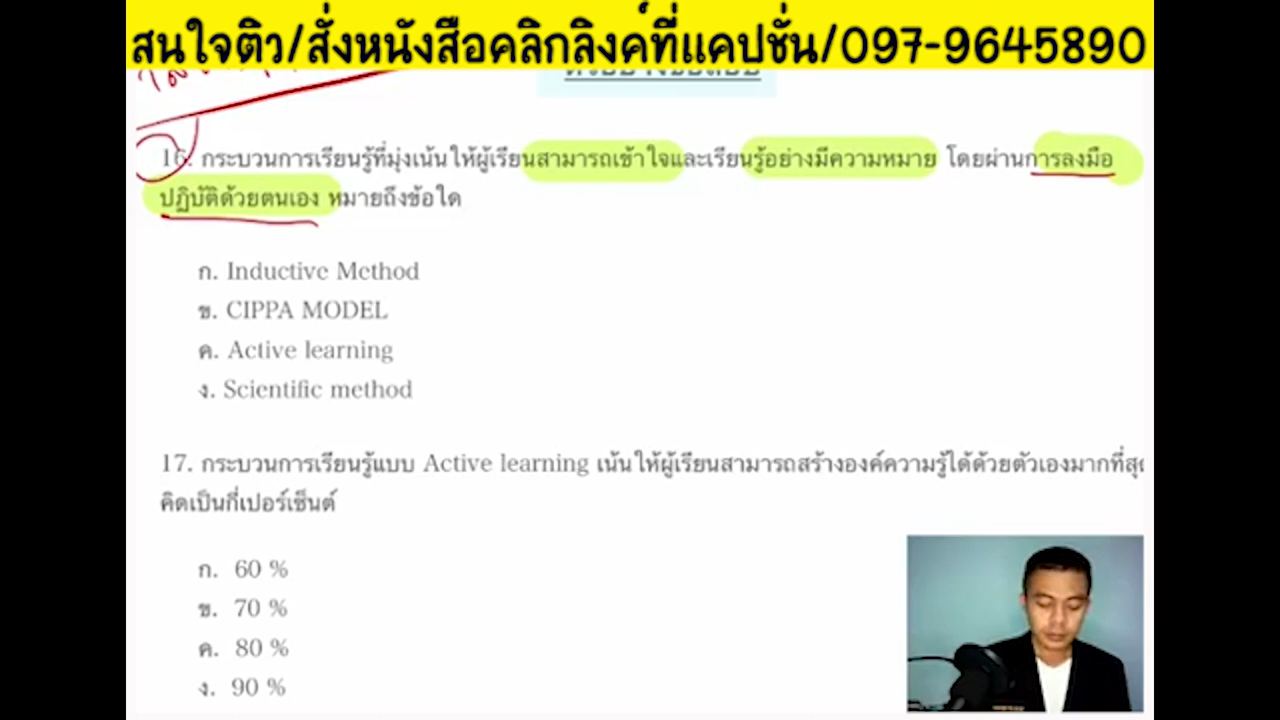 สนใจติว/สั่งหนังสือคลิกลิงค์ที่แคปชั่น/097-9645890
16. กระบวนการเรียนรู้ที่มุ่งเน้นให้ผู้เรียนสามารถเข้าใจและเรียนรู้อย่างมีความหมาย โดยผ่านการลงมือ
ปฏิบัติด้วยตนเอง หมายถึงข้อใด
ก. Inductive Method
ข. CIPPA MODEL
ค. Active learning
ง. Scientific method
17. กระบวนการเรียนรู้แบบ Active learning เน้นให้ผู้เรียนสามารถสร้างองค์ความรู้ได้ด้วยตัวเองมากที่สุด
คิดเป็นกี่เปอร์เซ็นต์
ก. 60 %
ข. 70 %
ค. 80 %
ง. 90 %